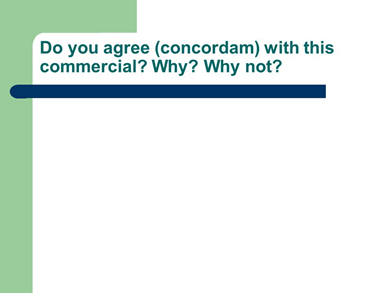 Do you agree (concordam) with this
commercial? Why? Why not?